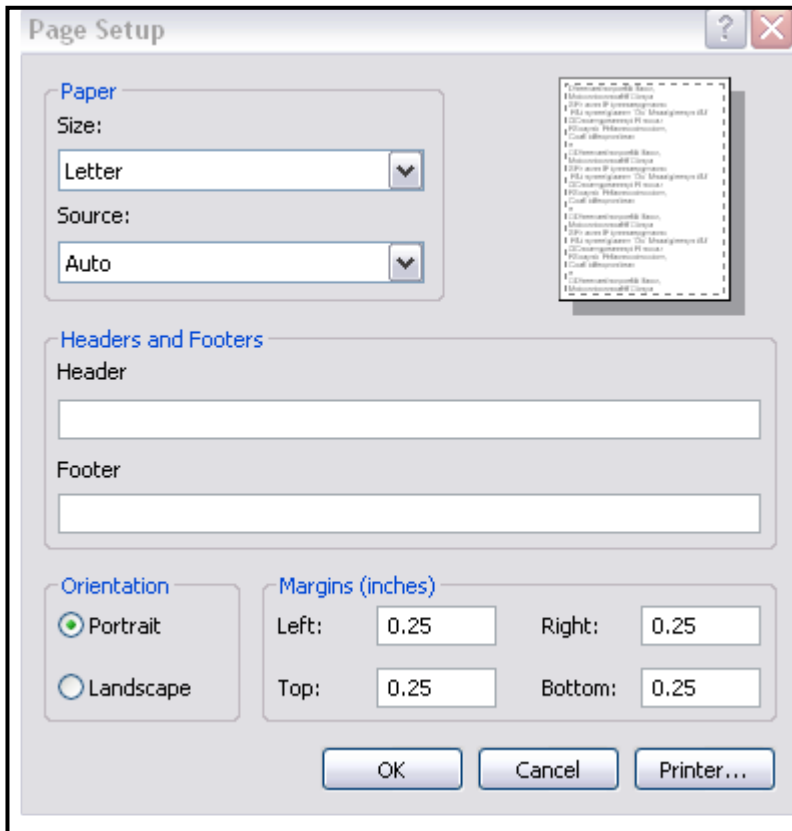 Page Setup
Paper
Size:
Letter
Source:
Auto
Headers and Footers
Header
Footer
Orientation
Portrait
Landscape
Margins (inches)
Left: 0.25 Right: 0.25
Top: 0.25 Bottom: 0.25
OK Cancel Printer...